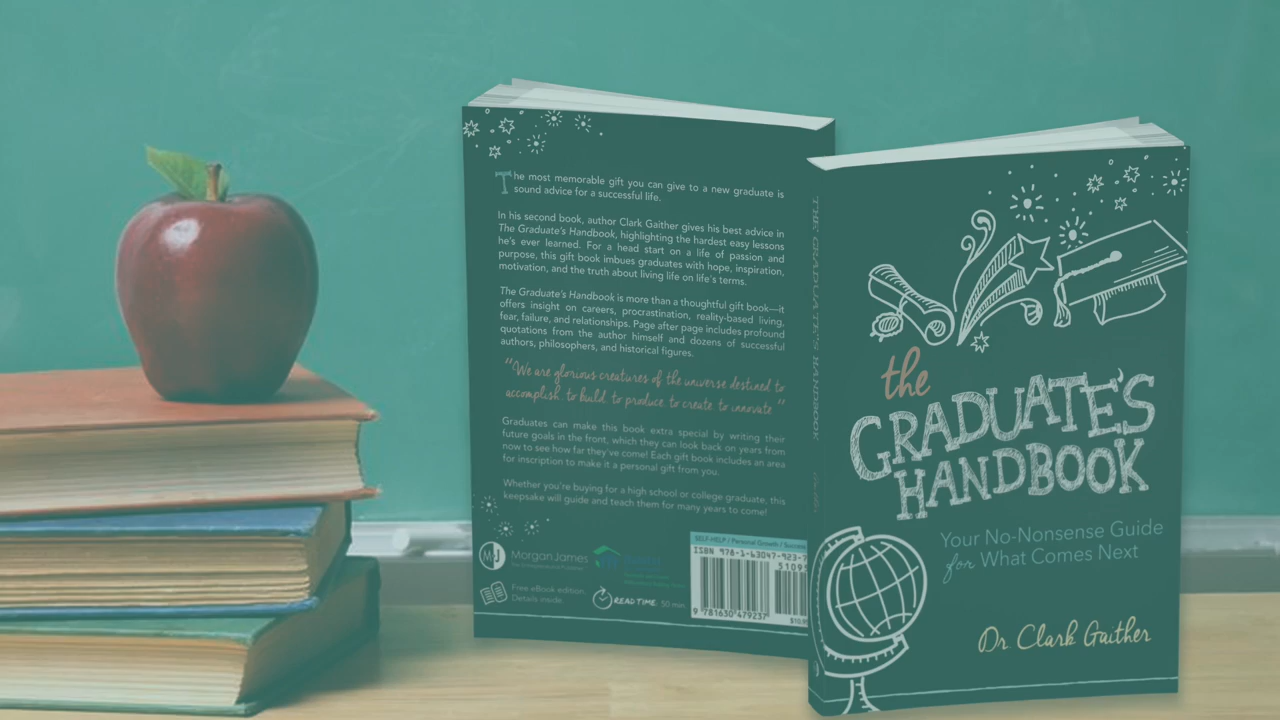 The most memorable gift you can give to a new graduate is
sound advice for a successful life.
In his second book, author Clark Gaither gives his best advice in
The Graduate's Handbook, highlighting the hardest easy lessons
he's ever learned. For a head start on a life of passion and
purpose, this gift book imbues graduates with hope, inspiration,
motivation, and the truth about living life on life's terms.
The Graduate's Handbook is more than a thoughtful gift book—it
offers insight on careers, procrastination, reality-based living,
fear, failure, and relationships. Page after page includes profound
quotations from the author himself and dozens of successful
authors, philosophers, and historical figures.
"We are glorious creatures of the universe destined to
accomplish to build to produce to create to innovate"
Graduates can make this book extra special by writing their
future goals in the front, which they can look back on years from
now to see how far they've come! Each gift book includes an area
for inscription to make it a personal gift from you.
Whether you're buying for a high school or college graduate, this
keepsake will guide and teach them for many years to come!
MJ
Morgan James
Free eBook edition
Details inside.
READ TIME: 50 min.
SELF-HELP / Personal Growth / Success
ISBN 978-1-63047-923-7
5109
9 781630 479237
$10.9
THE GRADUATE'S HANDBOOK
the
GRADUATE'S
HANDBOOK
Your No-Nonsense Guide
for What Comes Next
Dr. Clark Gaither